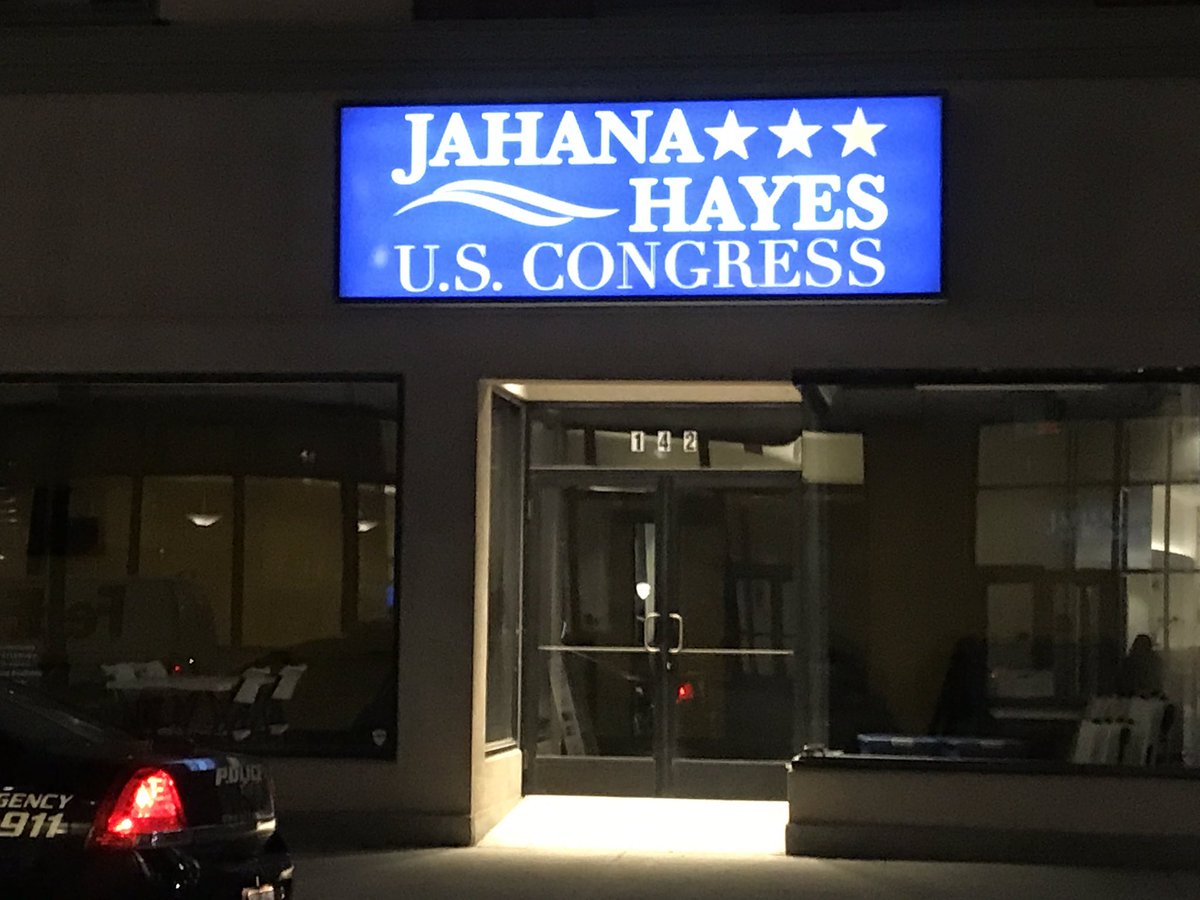 JAHANA
HAYES
U.S. CONGRESS
142
POLICE
GENCY
911